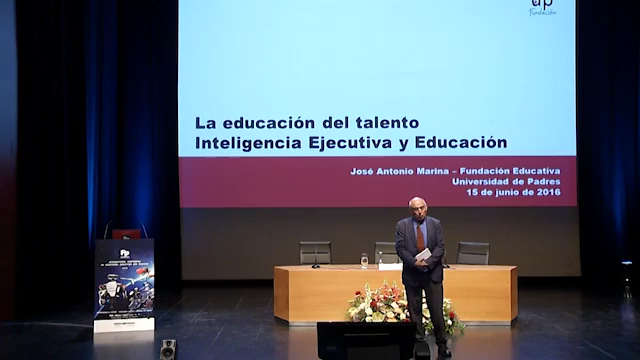 up
Fundación
La educación del talento
Inteligencia Ejecutiva y Educación
José Antonio Marina – Fundación Educativa
Universidad de Padres
15 de junio de 2016